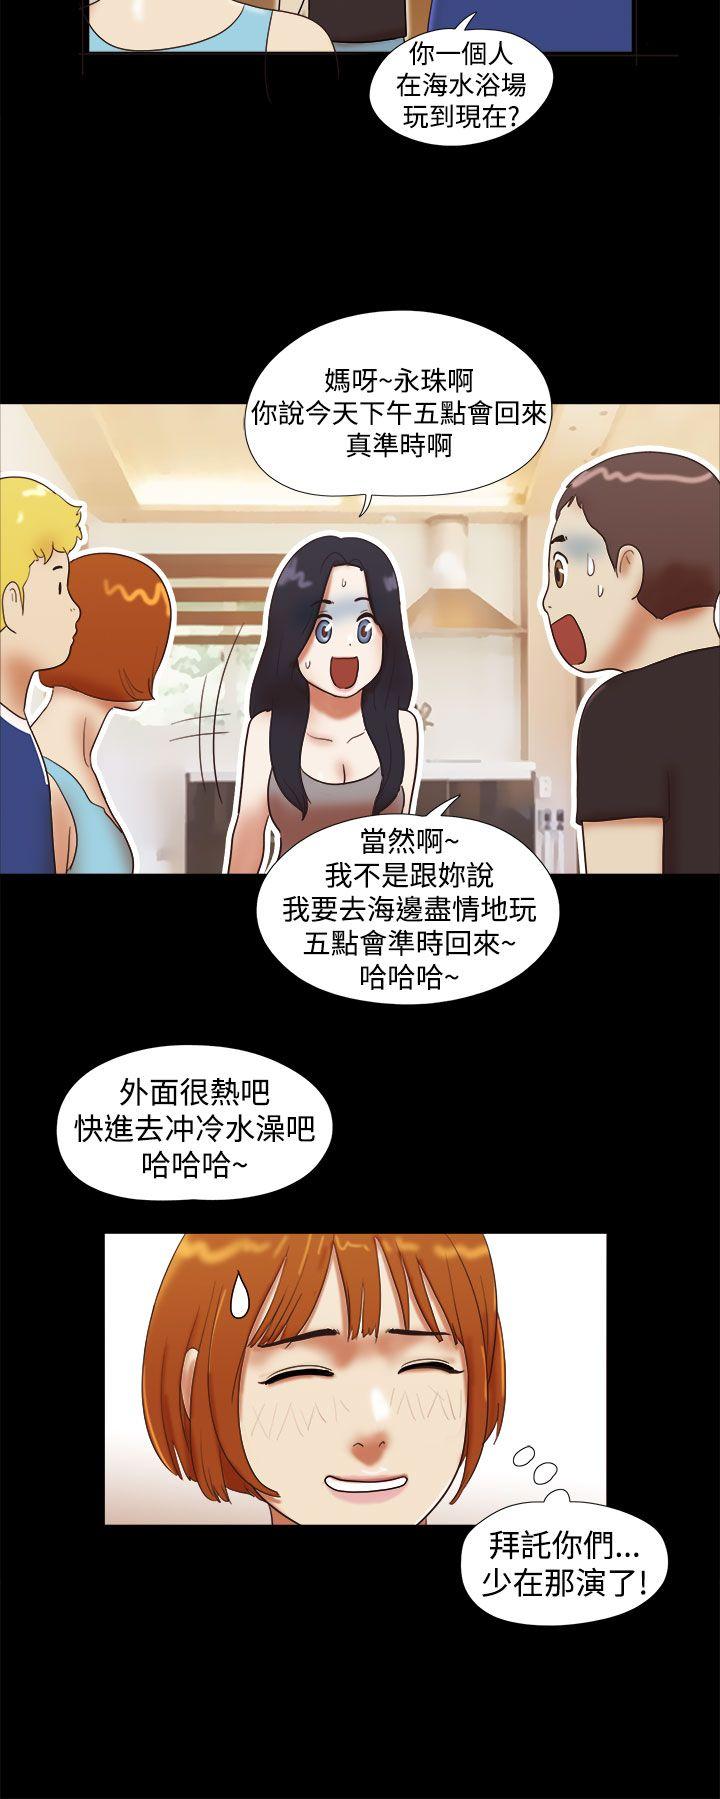 你一個人
在海水浴場
玩到現在?
媽呀~永珠啊
你說今天下午五點會回來
真準時啊
當然啊~
我不是跟妳說
我要去海邊盡情地玩
五點會準時回來~
哈哈哈~
外面很熱吧
快進去冲冷水澡吧
哈哈哈~
拜託你們...
少在那演了!